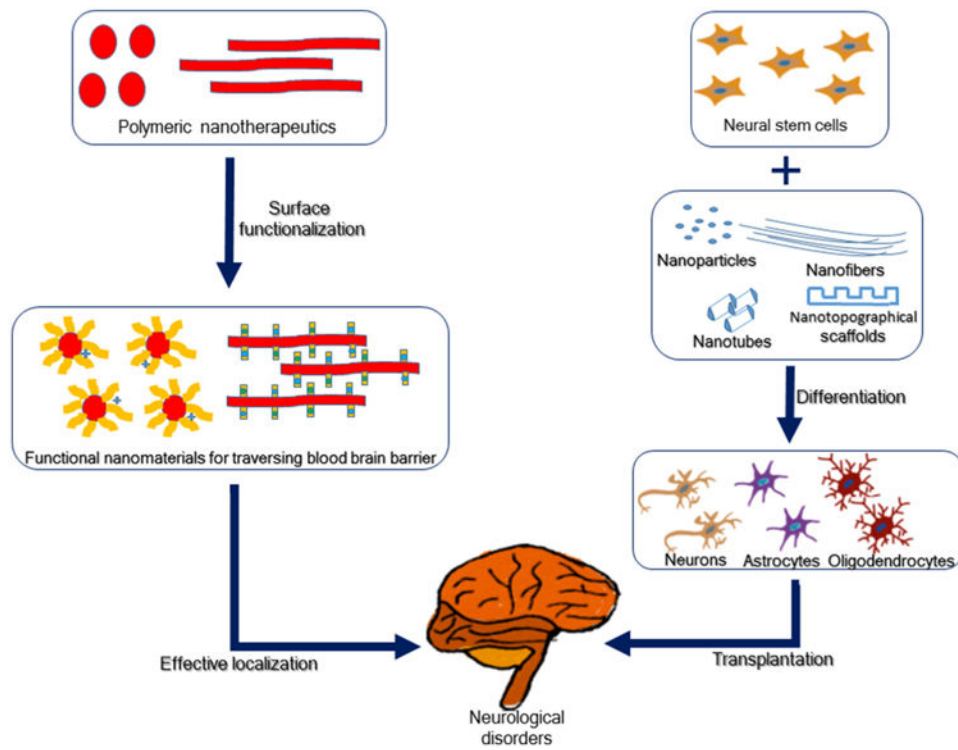 Polymeric nanotherapeutics
Surface
functionalization
Functional nanomaterials for traversing blood brain barrier
Effective localization
Neural stem cells
+
Nanoparticles
Nanofibers
Nanotubes
Nanotopographical
scaffolds
Differentiation
Neurons
Astrocytes
Oligodendrocytes
Transplantation
Neurological
disorders